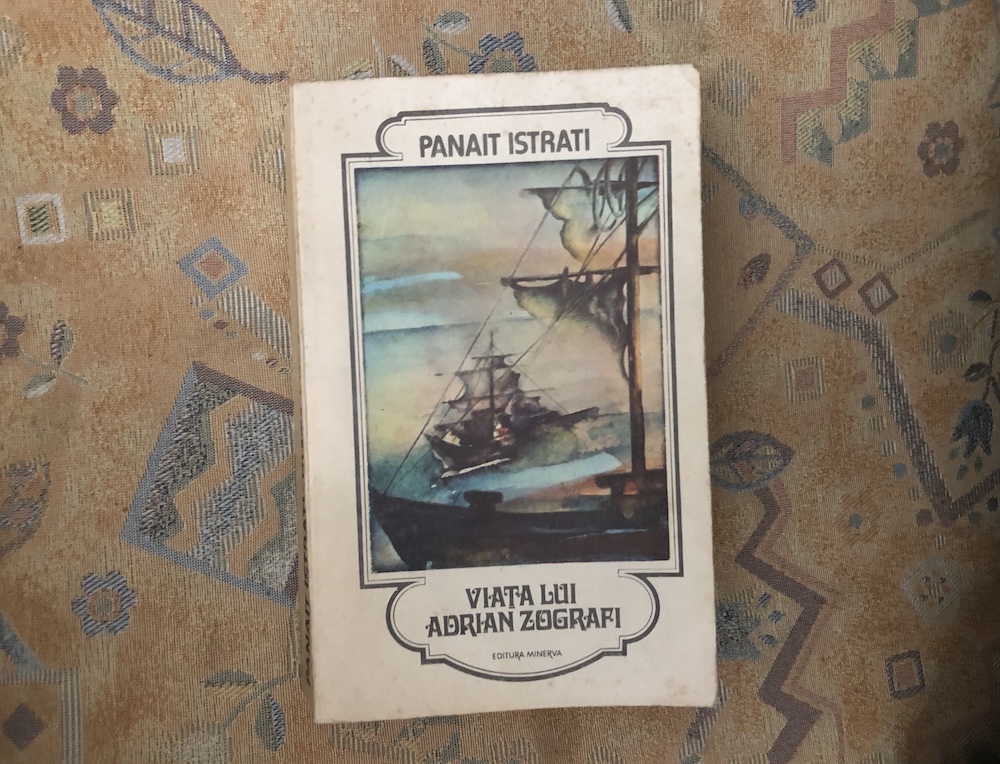 PANAIT ISTRATI
VIAȚA LUI
ADRIAN ZOGRAFI
EDITURA MINERVA